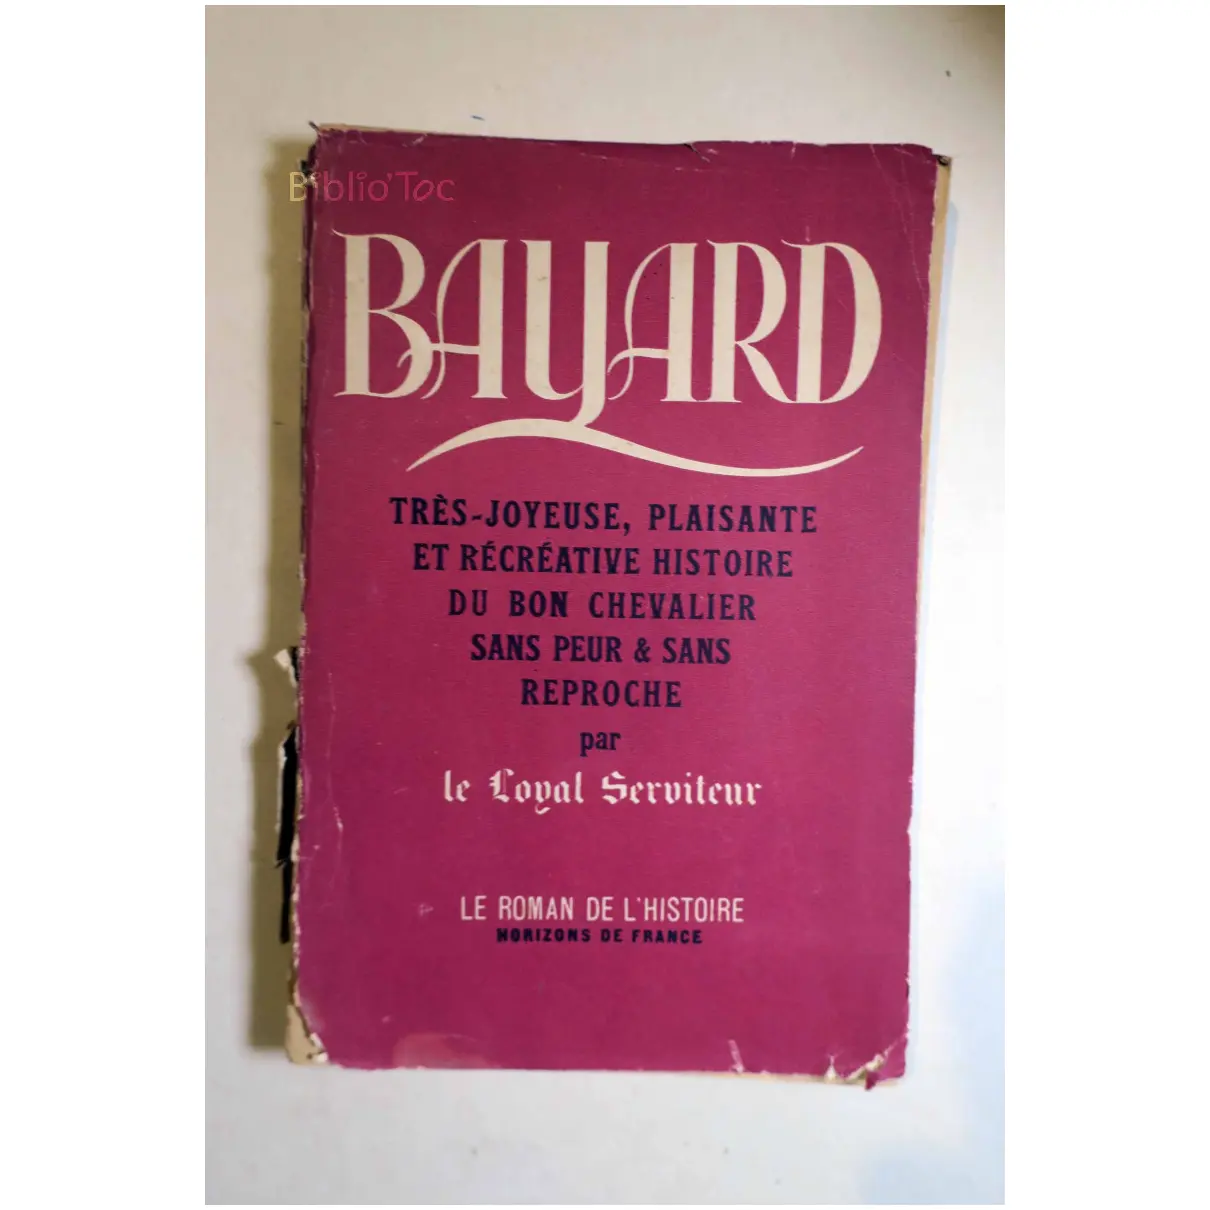 Biblio'Toc
BAYARD
TRÈS-JOYEUSE, PLAISANTE
ET RÉCRÉATIVE HISTOIRE
DU BON CHEVALIER
SANS PEUR & SANS
REPROCHE
par
le Loyal Serviteur
LE ROMAN DE L'HISTOIRE
HORIZONS DE FRANCE